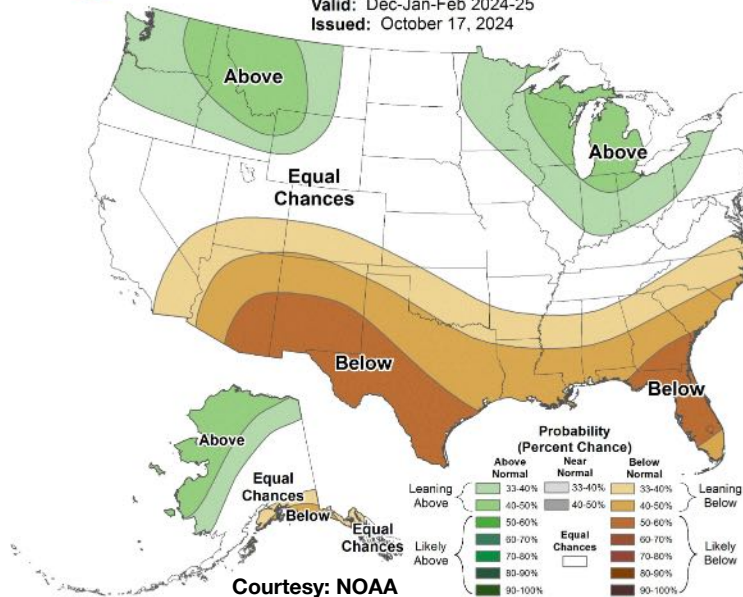 Valid: Dec-Jan-Feb 2024-25
Issued: October 17, 2024
Above
Above
Equal
Chances
Below
Below
Above
Equal
Chances
Below
Equal
Chances
Probability
(Percent Chance)
Above
Normal
Near
Normal
Below
Normal
Leaning
Above
33-40%
33-40%
33-40%
Leaning
Below
40-50%
40-50%
40-50%
Likely
Above
50-60%
Equal
Chances
50-60%
Likely
Below
60-70%
60-70%
70-80%
70-80%
80-90%
80-90%
90-100%
90-100%
Courtesy: NOAA